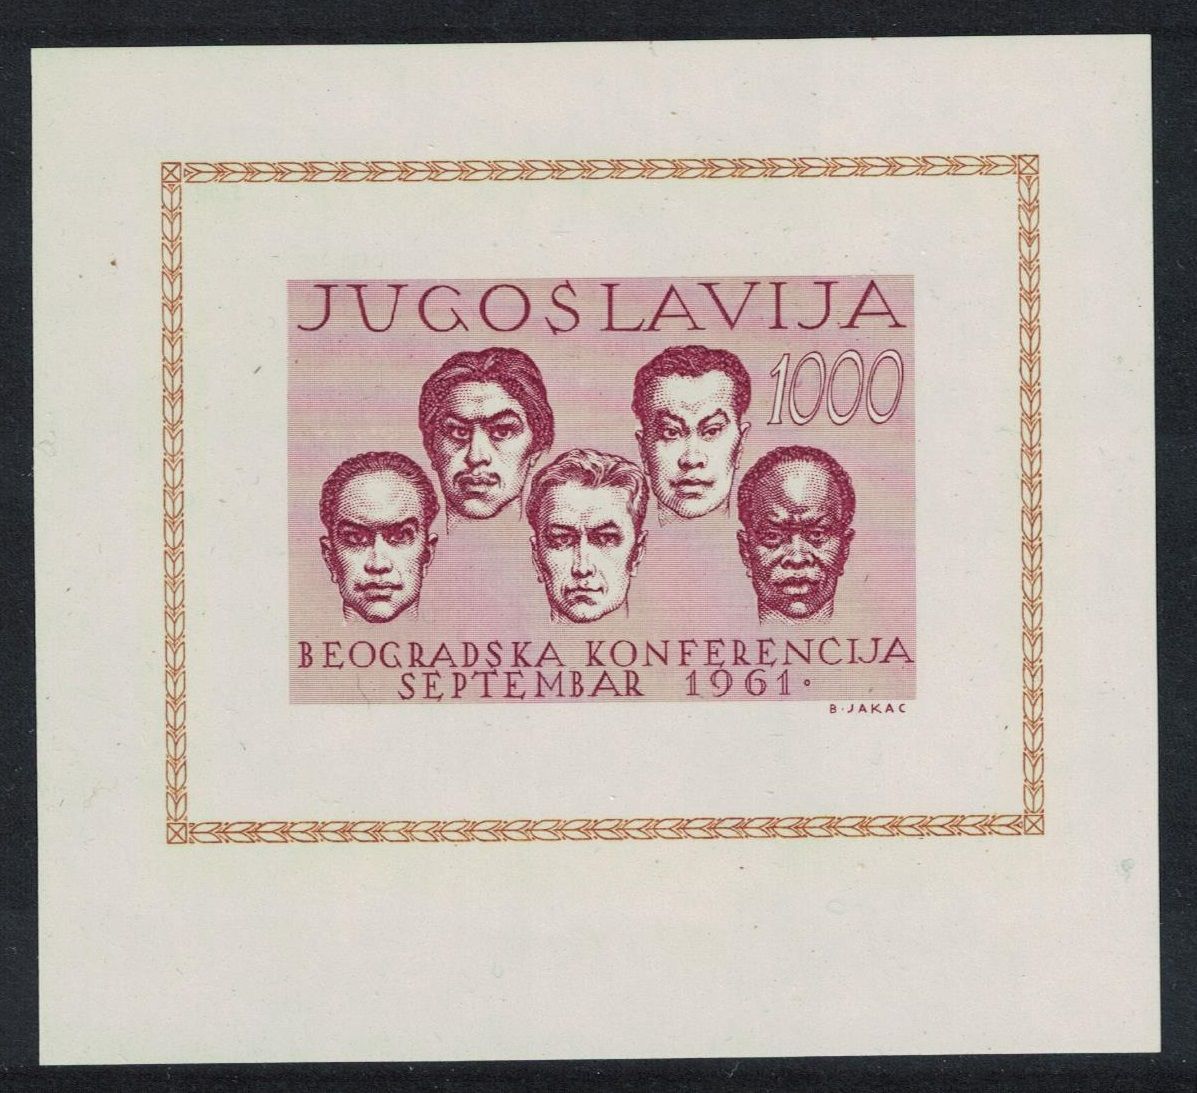 JUGOSLAVIJA
1000
BEOGRADSKA KONFERENCIJA
SEPTEMBAR 1961.
B. JAKAC